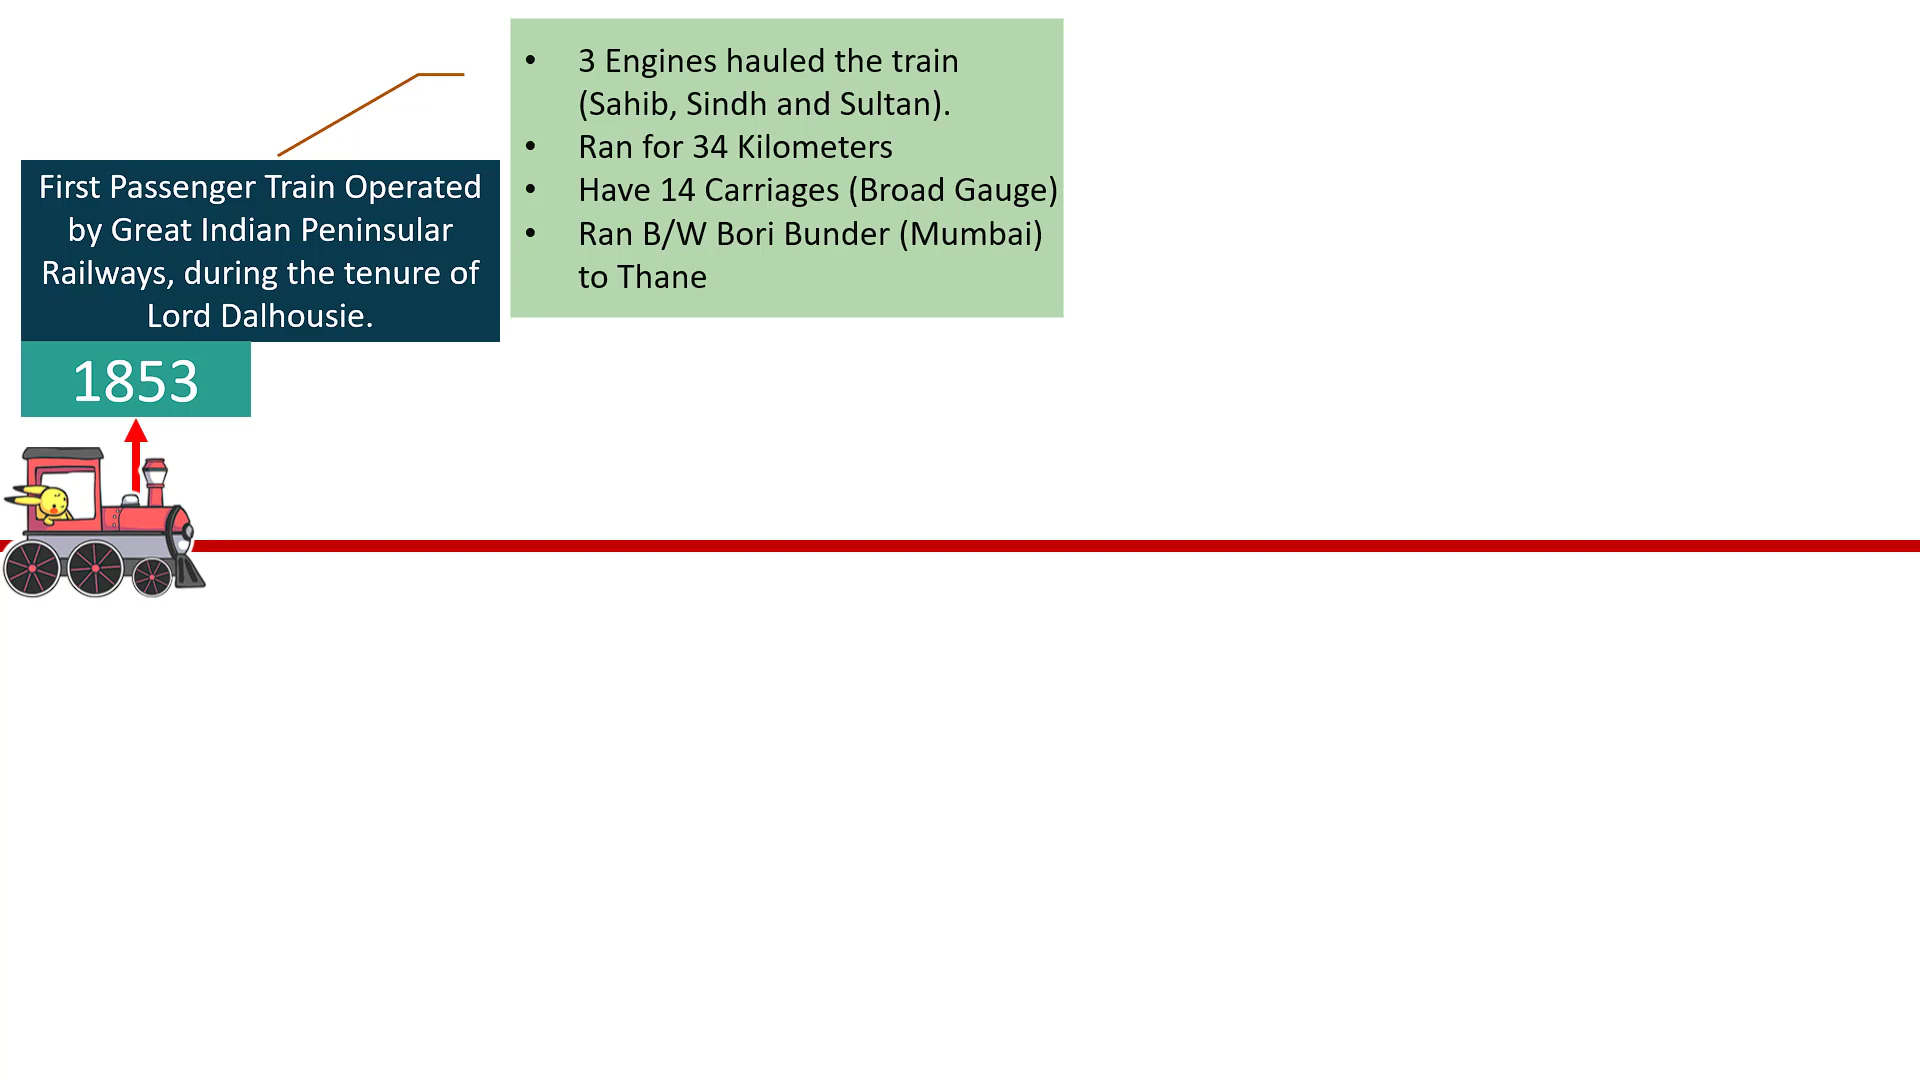 • 3 Engines hauled the train
(Sahib, Sindh and Sultan).
• Ran for 34 Kilometers
• Have 14 Carriages (Broad Gauge)
• Ran B/W Bori Bunder (Mumbai)
to Thane
First Passenger Train Operated
by Great Indian Peninsular
Railways, during the tenure of
Lord Dalhousie.
1853